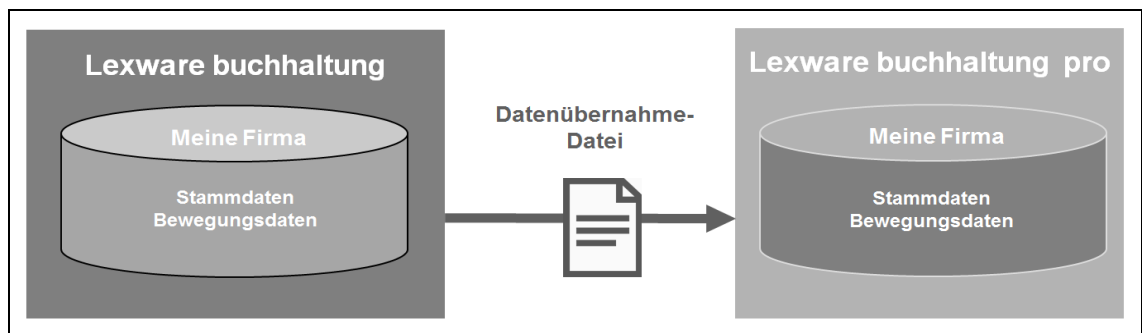 Lexware buchhaltung
Meine Firma
Stammdaten
Bewegungsdaten
Datenübernahme-
Datei
Lexware buchhaltung pro
Meine Firma
Stammdaten
Bewegungsdaten